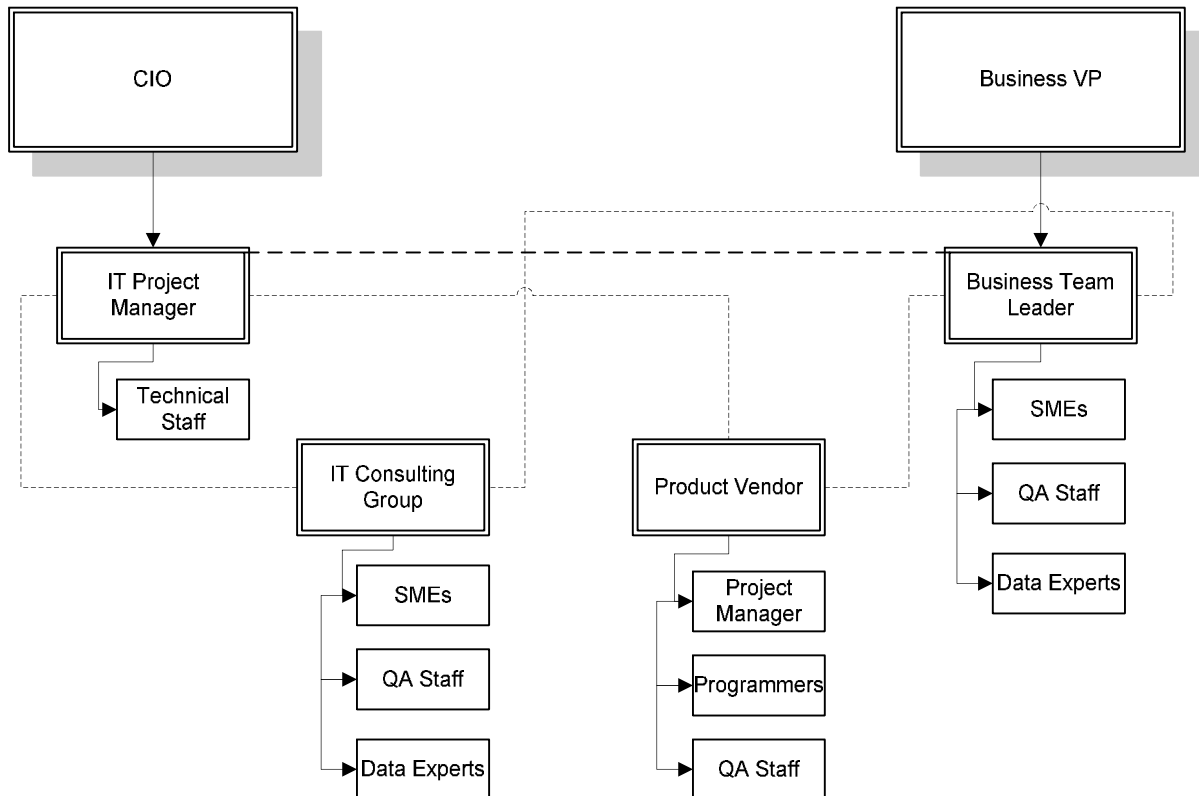 CIO
Business VP
IT Project
Manager
Business Team
Leader
Technical
Staff
SMEs
IT Consulting
Group
Product Vendor
QA Staff
Data Experts
SMEs
Project
Manager
QA Staff
Programmers
Data Experts
QA Staff